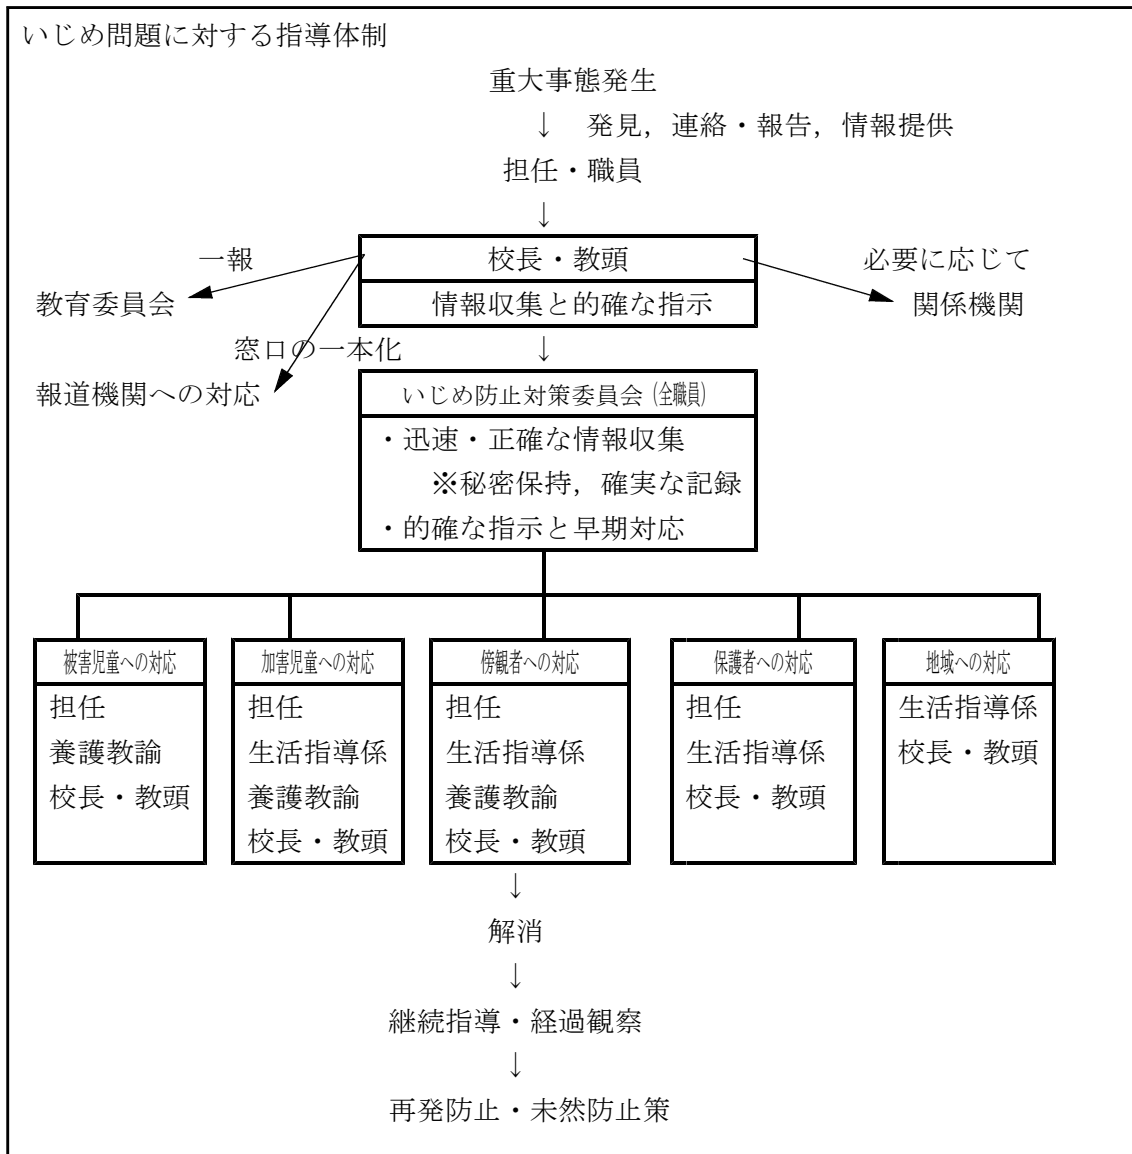 いじめ問題に対する指導体制
重大事態発生
↓ 発見，連絡・報告，情報提供
担任・職員
↓
一報
校長・教頭
必要に応じて
教育委員会
情報収集と的確な指示
関係機関
窓口の一本化
↓
報道機関への対応
いじめ防止対策委員会（全職員）
・迅速・正確な情報収集
※秘密保持，確実な記録
・的確な指示と早期対応
被害児童への対応
担任
養護教諭
校長・教頭
加害児童への対応
担任
生活指導係
養護教諭
校長・教頭
傍観者への対応
担任
生活指導係
養護教諭
校長・教頭
保護者への対応
担任
生活指導係
校長・教頭
地域への対応
生活指導係
校長・教頭
↓
解消
↓
継続指導・経過観察
↓
再発防止・未然防止策